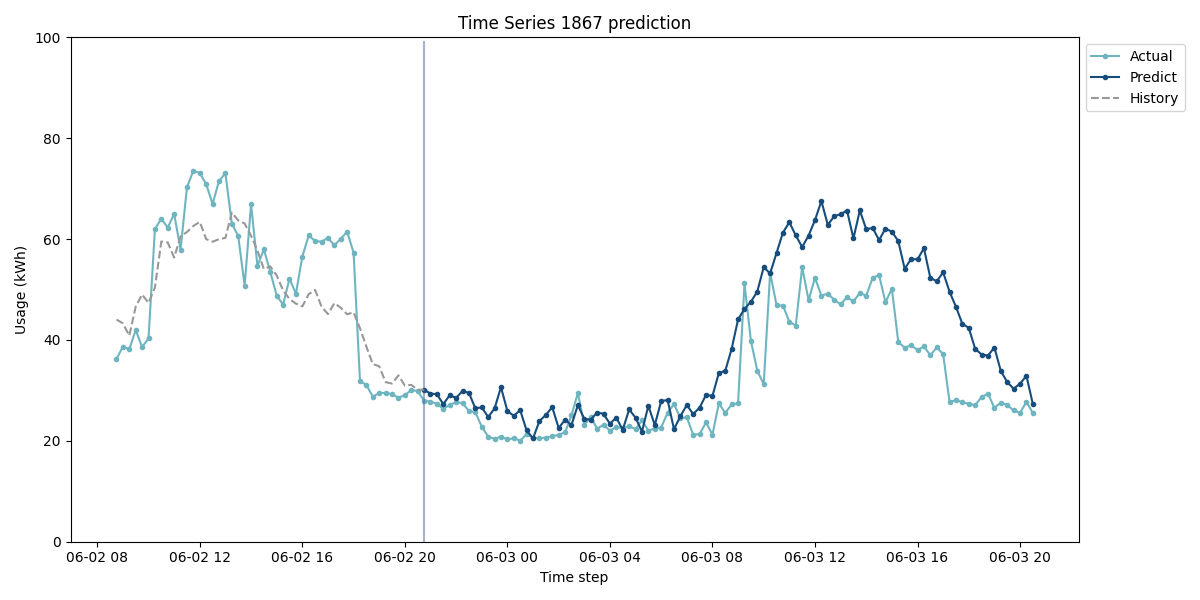 Time Series 1867 prediction
Usage (kWh)
100
80
60
40
20
0
06-02 08
06-02 12
06-02 16
06-02 20
06-03 00
06-03 04
06-03 08
06-03 12
06-03 16
06-03 20
Time step
Actual
Predict
History